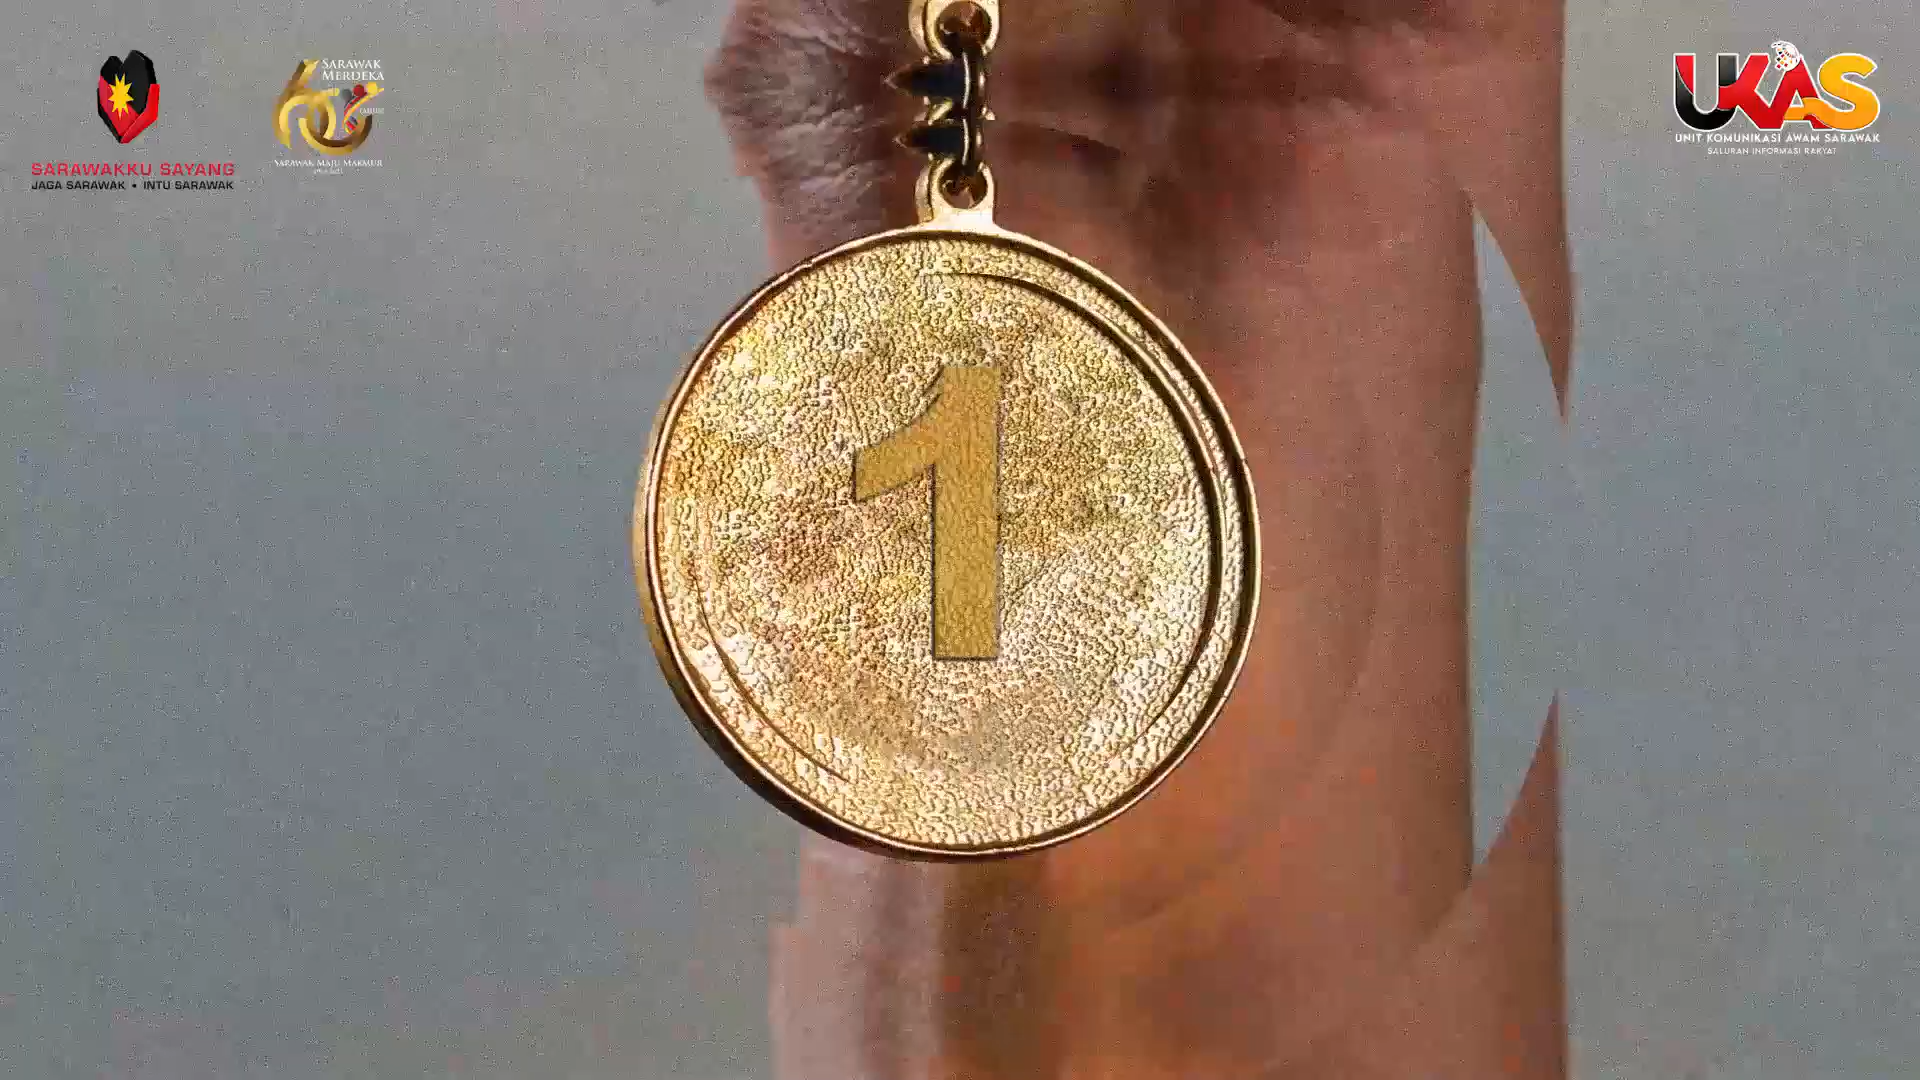 SARAWAKKU SAYANG
JAGA SARAWAK • INTU SARAWAK
SARAWAK
MERDEKA
60
SARAWAK MAJU MAKMUR
UKAS
UNIT KOMUNIKASI AWAM SARAWAK
SALURAN INFORMASI RAKYAT
1